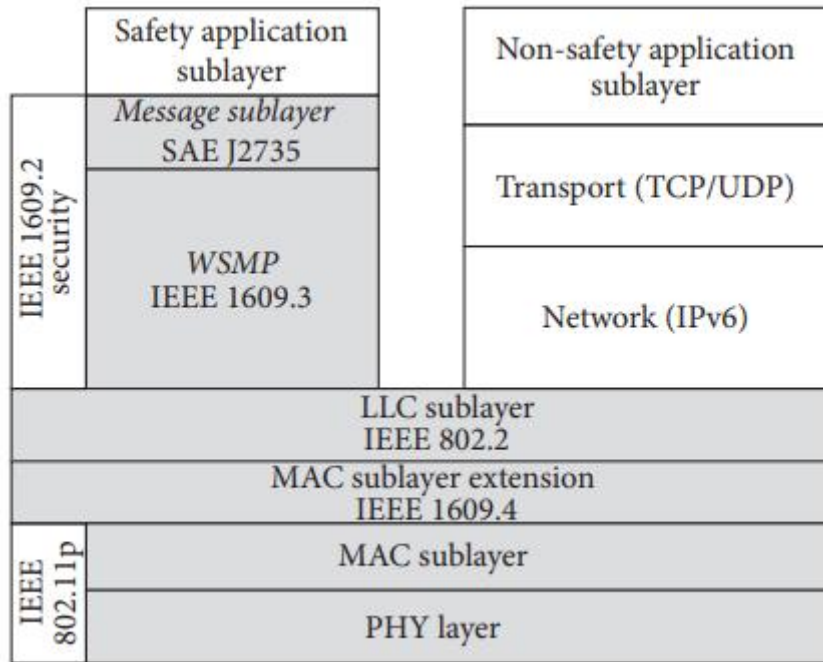 Safety application
sublayer
Non-safety application
sublayer
IEEE 1609.2
security
Message sublayer
SAE J2735
Transport (TCP/UDP)
WSMP
IEEE 1609.3
Network (IPv6)
LLC sublayer
IEEE 802.2
MAC sublayer extension
IEEE 1609.4
IEEE
802.11p
MAC sublayer
PHY layer